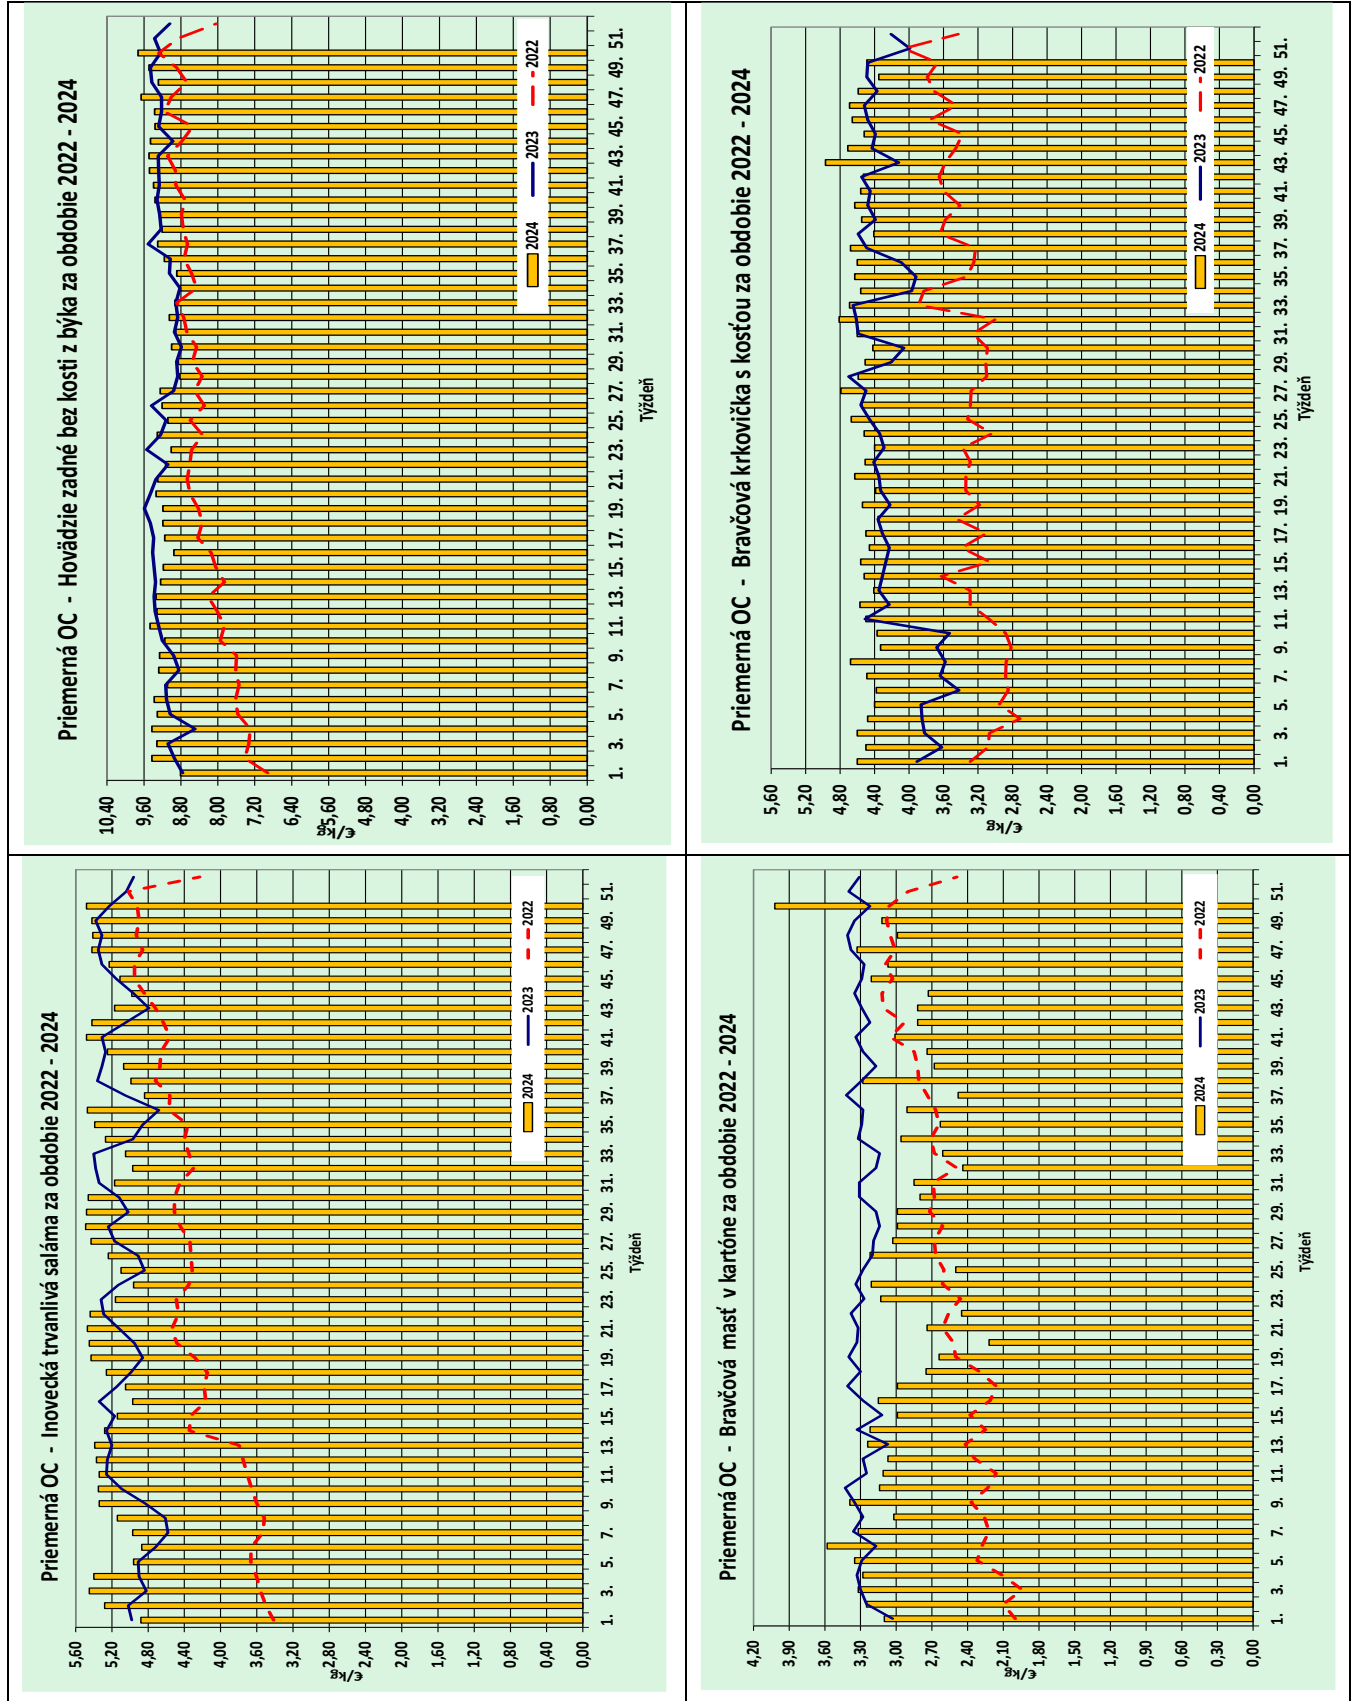 Priemerná OC - Inovecká trvanlivá saláma za obdobie 2022 - 2024
5,60
5,20
4,80
4,40
4,00
3,60
3,20
2,80
2,40
2,00
1,60
1,20
0,80
0,40
0,00
€/kg
2024 2023 2022
1. 3. 5. 7. 9. 11. 13. 15. 17. 19. 21. 23. 25. 27. 29. 31. 33. 35. 37. 39. 41. 43. 45. 47. 49. 51.
Týždeň
Priemerná OC - Hovädzie zadné bez kosti z býka za obdobie 2022 - 2024
10,40
9,60
8,80
8,00
7,20
6,40
5,60
4,80
4,00
3,20
2,40
1,60
0,80
0,00
€/kg
2024 2023 2022
1. 3. 5. 7. 9. 11. 13. 15. 17. 19. 21. 23. 25. 27. 29. 31. 33. 35. 37. 39. 41. 43. 45. 47. 49. 51.
Týždeň
Priemerná OC - Bravčová masť v kartóne za obdobie 2022 - 2024
4,20
3,90
3,60
3,30
3,00
2,70
2,40
2,10
1,80
1,50
1,20
0,90
0,60
0,30
0,00
€/kg
2024 2023 2022
1. 3. 5. 7. 9. 11. 13. 15. 17. 19. 21. 23. 25. 27. 29. 31. 33. 35. 37. 39. 41. 43. 45. 47. 49. 51.
Týždeň
Priemerná OC - Bravčová krkovička s kosťou za obdobie 2022 - 2024
5,60
5,20
4,80
4,40
4,00
3,60
3,20
2,80
2,40
2,00
1,60
1,20
0,80
0,40
0,00
€/kg
2024 2023 2022
1. 3. 5. 7. 9. 11. 13. 15. 17. 19. 21. 23. 25. 27. 29. 31. 33. 35. 37. 39. 41. 43. 45. 47. 49. 51.
Týždeň